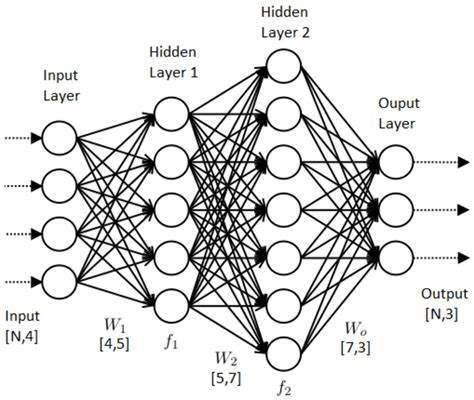 Input
Layer
Hidden
Layer 1
Hidden
Layer 2
Ouput
Layer
Input
[N,4]
W1
[4,5]
f1
W2
[5,7]
f2
Wo
[7,3]
Output
[N,3]